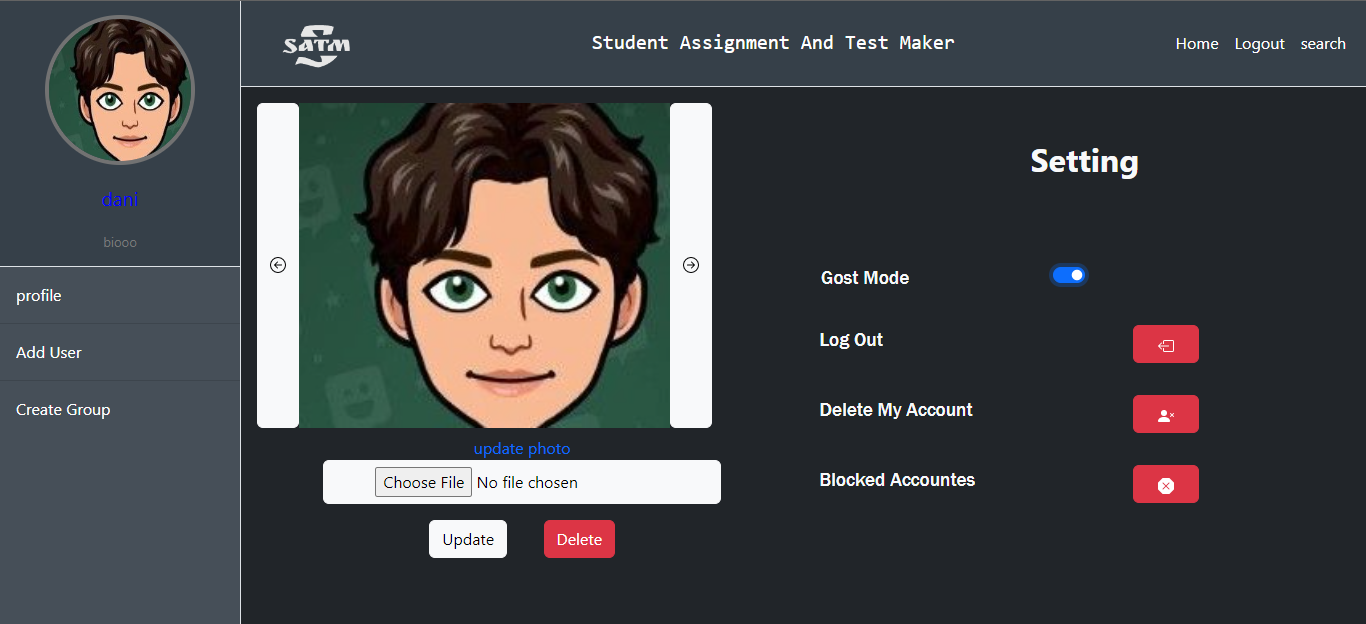 SATM
Student Assignment And Test Maker
Home Logout search
dani
biooo
profile
Add User
Create Group
update photo
Choose File No file chosen
Update Delete
Setting
Gost Mode
Log Out
Delete My Account
Blocked Accountes